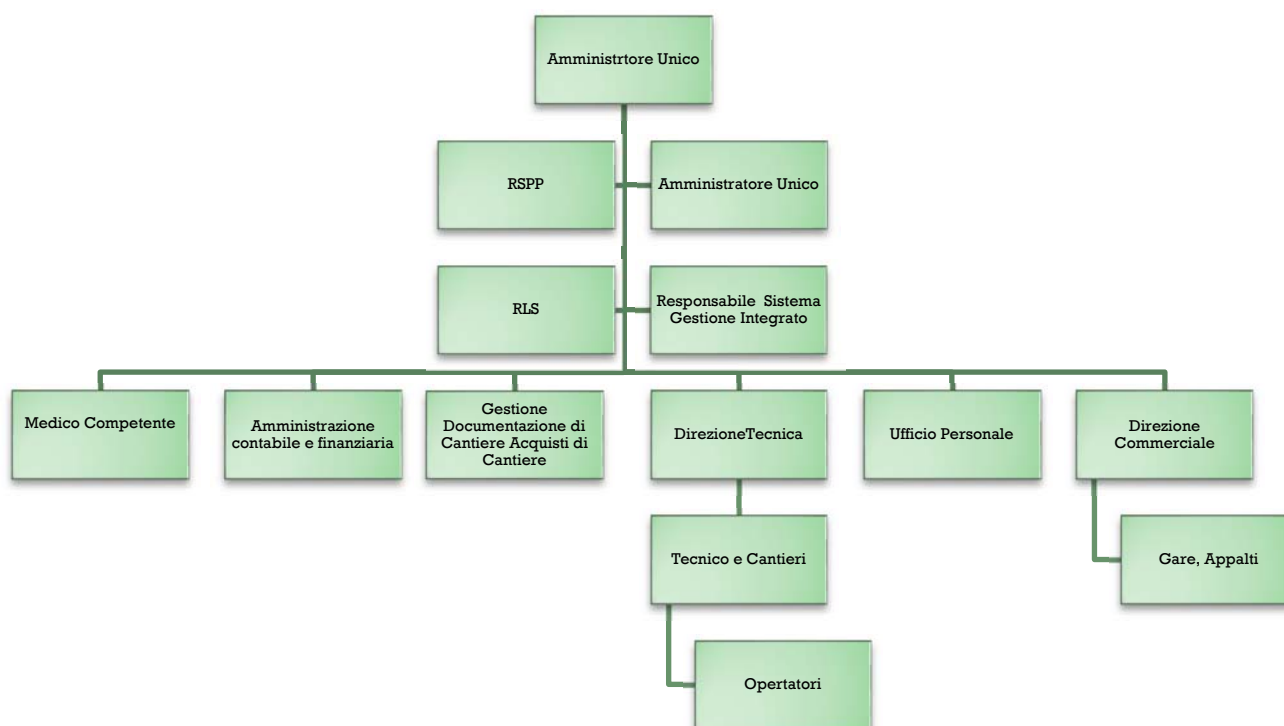 Amministrtore Unico
RSPP
Amministratore Unico
RLS
Responsabile Sistema
Gestione Integrato
Medico Competente
Amministrazione
contabile e finanziaria
Gestione
Documentazione di
Cantiere Acquisti di
Cantiere
DirezioneTecnica
Ufficio Personale
Direzione
Commerciale
Tecnico e Cantieri
Gare, Appalti
Opertatori